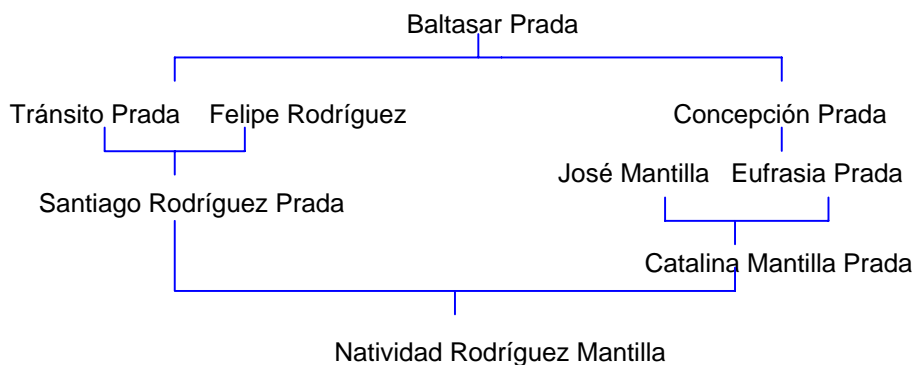 Baltasar Prada
Tránsito Prada Felipe Rodríguez Concepción Prada
José Mantilla Eufrasia Prada
Santiago Rodríguez Prada
Catalina Mantilla Prada
Natividad Rodríguez Mantilla